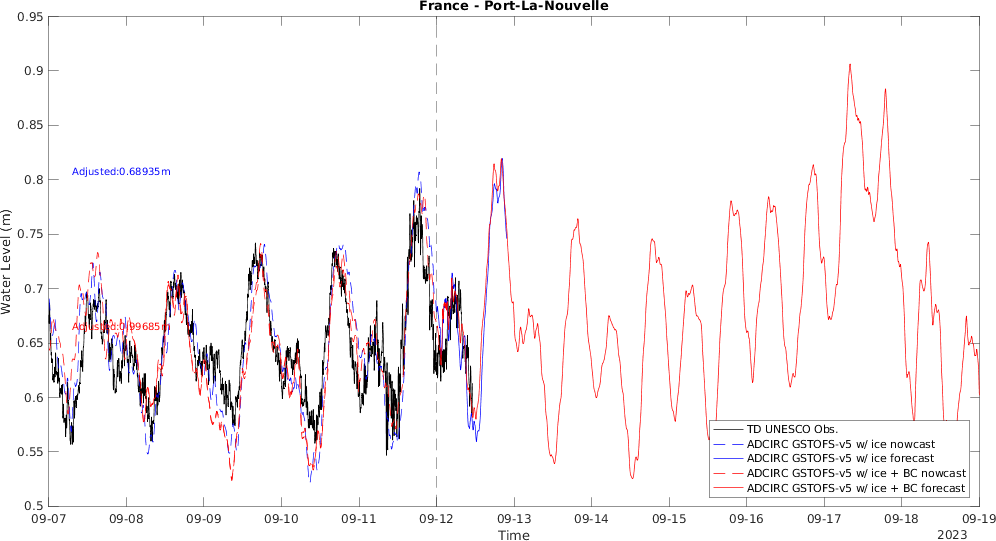 France - Port-La-Nouvelle
0.95
0.9
0.85
0.8
0.75
0.7
0.65
0.6
0.55
0.5
Water Level (m)
Adjusted:0.68935m
Adjusted:0.99685m
TD UNESCO Obs.
ADCIRC GSTOFS-v5 w/ ice nowcast
ADCIRC GSTOFS-v5 w/ ice forecast
ADCIRC GSTOFS-v5 w/ ice + BC nowcast
ADCIRC GSTOFS-v5 w/ ice + BC forecast
09-07 09-08 09-09 09-10 09-11 09-12 09-13 09-14 09-15 09-16 09-17 09-18 09-19
Time
2023